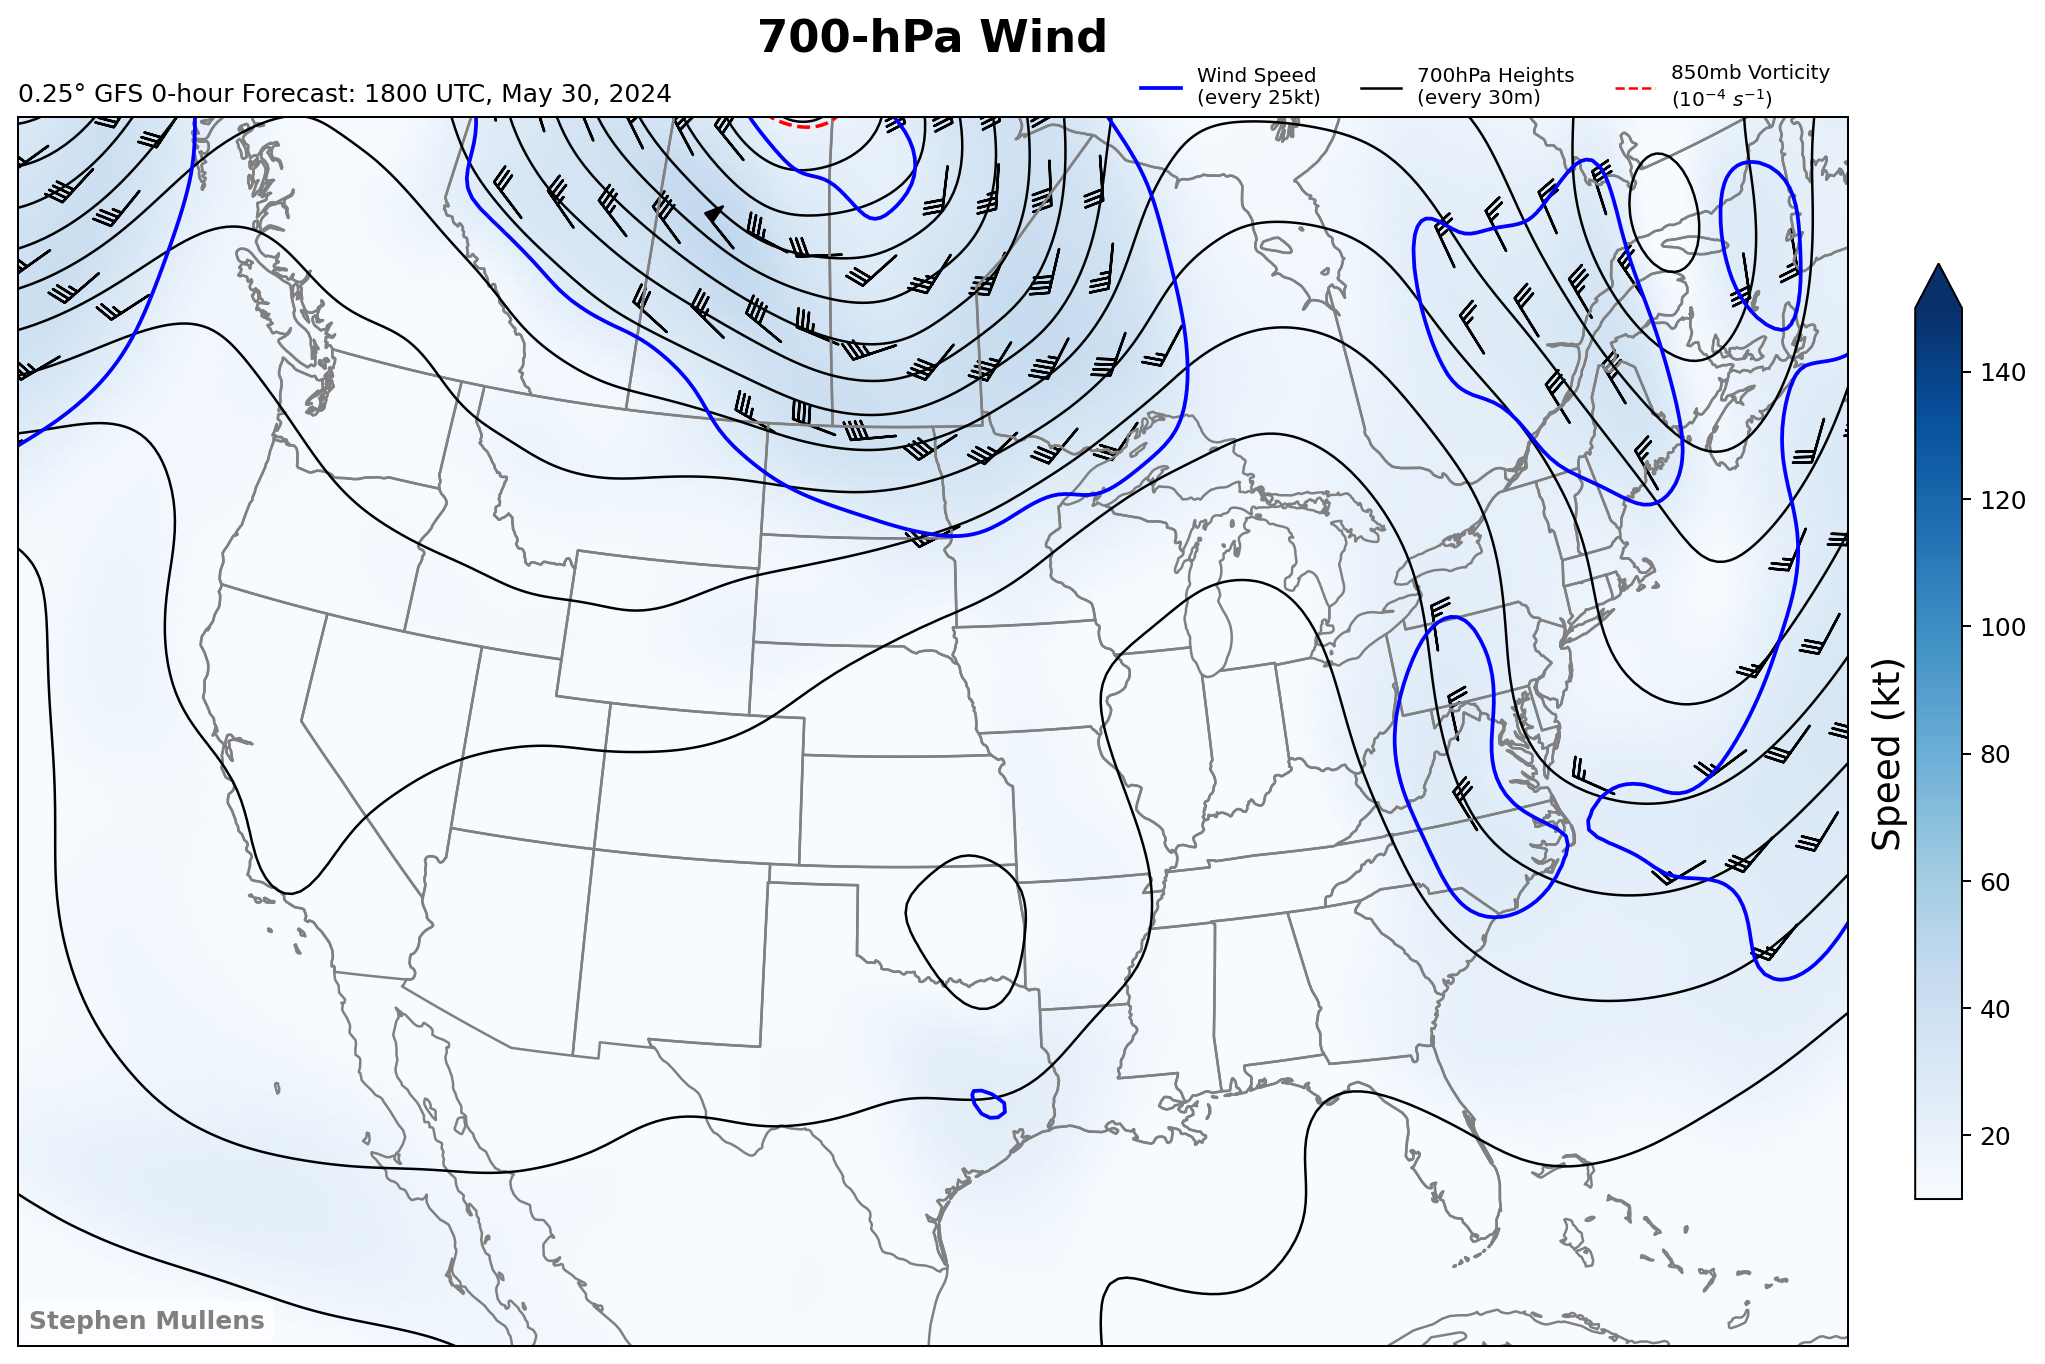 700-hPa Wind
0.25° GFS 0-hour Forecast: 1800 UTC, May 30, 2024
Wind Speed
(every 25kt)
700hPa Heights
(every 30m)
850mb Vorticity
(10⁻⁴ s⁻¹)
140
120
100
80
60
40
20
Speed (kt)
Stephen Mullens